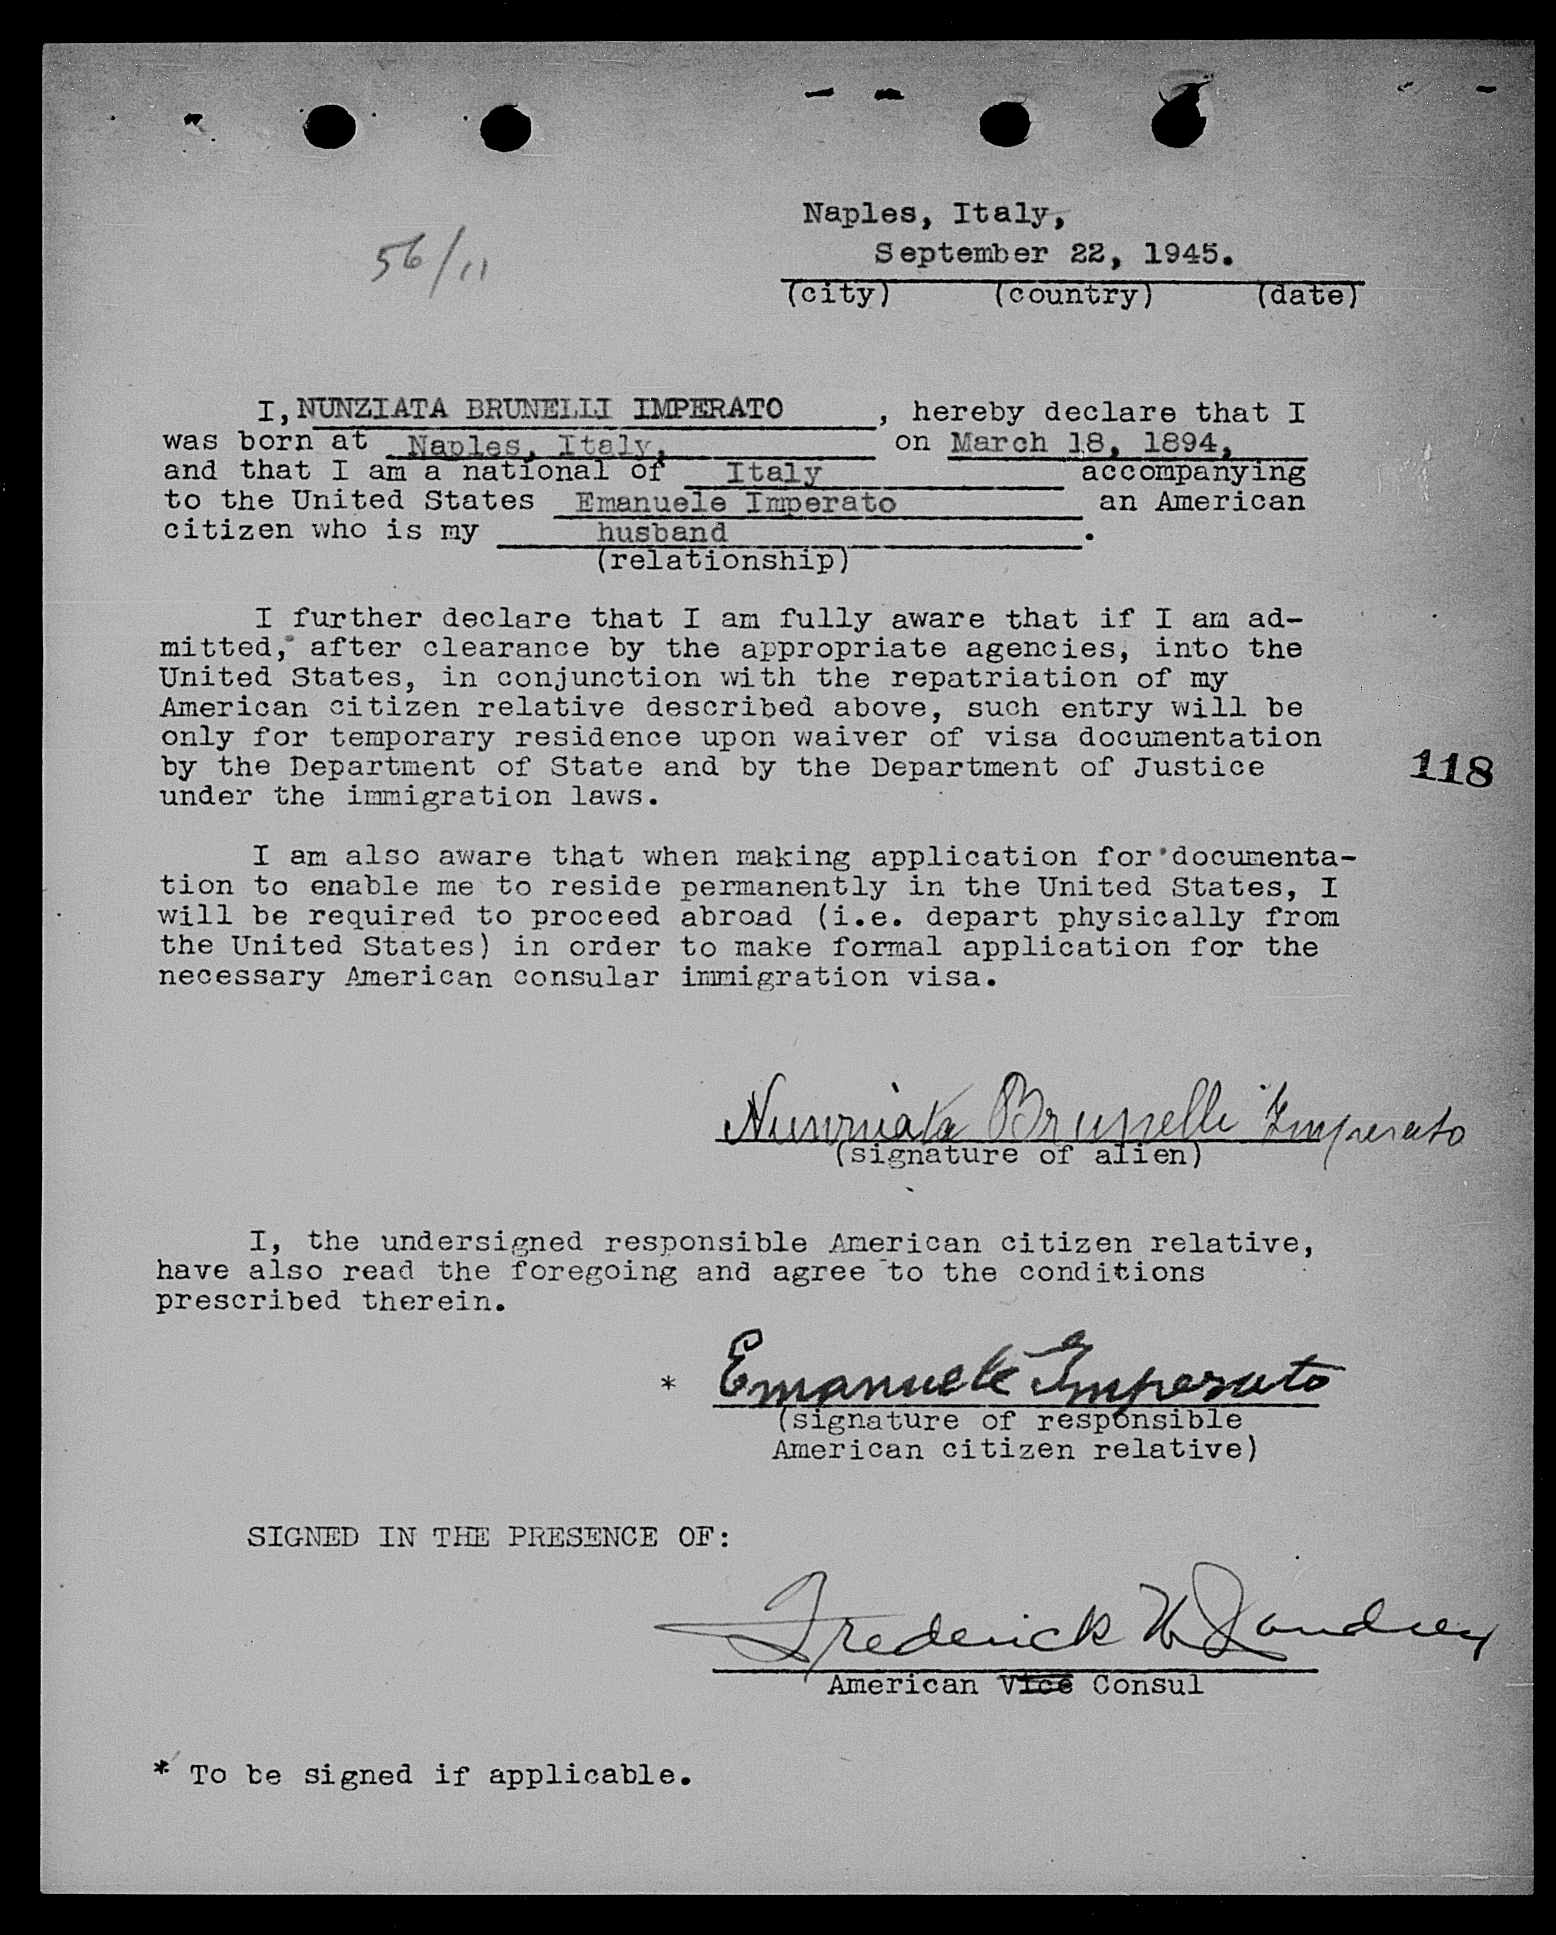 Naples, Italy,
September 22, 1945.
(city) (country) (date)
56/11
I, NUNZIATA BRUNELLI IMPERATO, hereby declare that I
was born at Naples, Italy, on March 18, 1894,
and that I am a national of Italy accompanying
to the United States Emanuele Imperato an American
citizen who is my husband.
(relationship)
I further declare that I am fully aware that if I am ad-
mitted, after clearance by the appropriate agencies, into the
United States, in conjunction with the repatriation of my
American citizen relative described above, such entry will be
only for temporary residence upon waiver of visa documentation
by the Department of State and by the Department of Justice
under the immigration laws.
118
I am also aware that when making application for documenta-
tion to enable me to reside permanently in the United States, I
will be required to proceed abroad (i.e. depart physically from
the United States) in order to make formal application for the
necessary American consular immigration visa.
Nunziata Brunelli Imperato
(signature of alien)
I, the undersigned responsible American citizen relative,
have also read the foregoing and agree to the conditions
prescribed therein.
* Emanuele Imperato
(signature of responsible
American citizen relative)
SIGNED IN THE PRESENCE OF:
Frederick W
American Vice Consul
* To be signed if applicable.